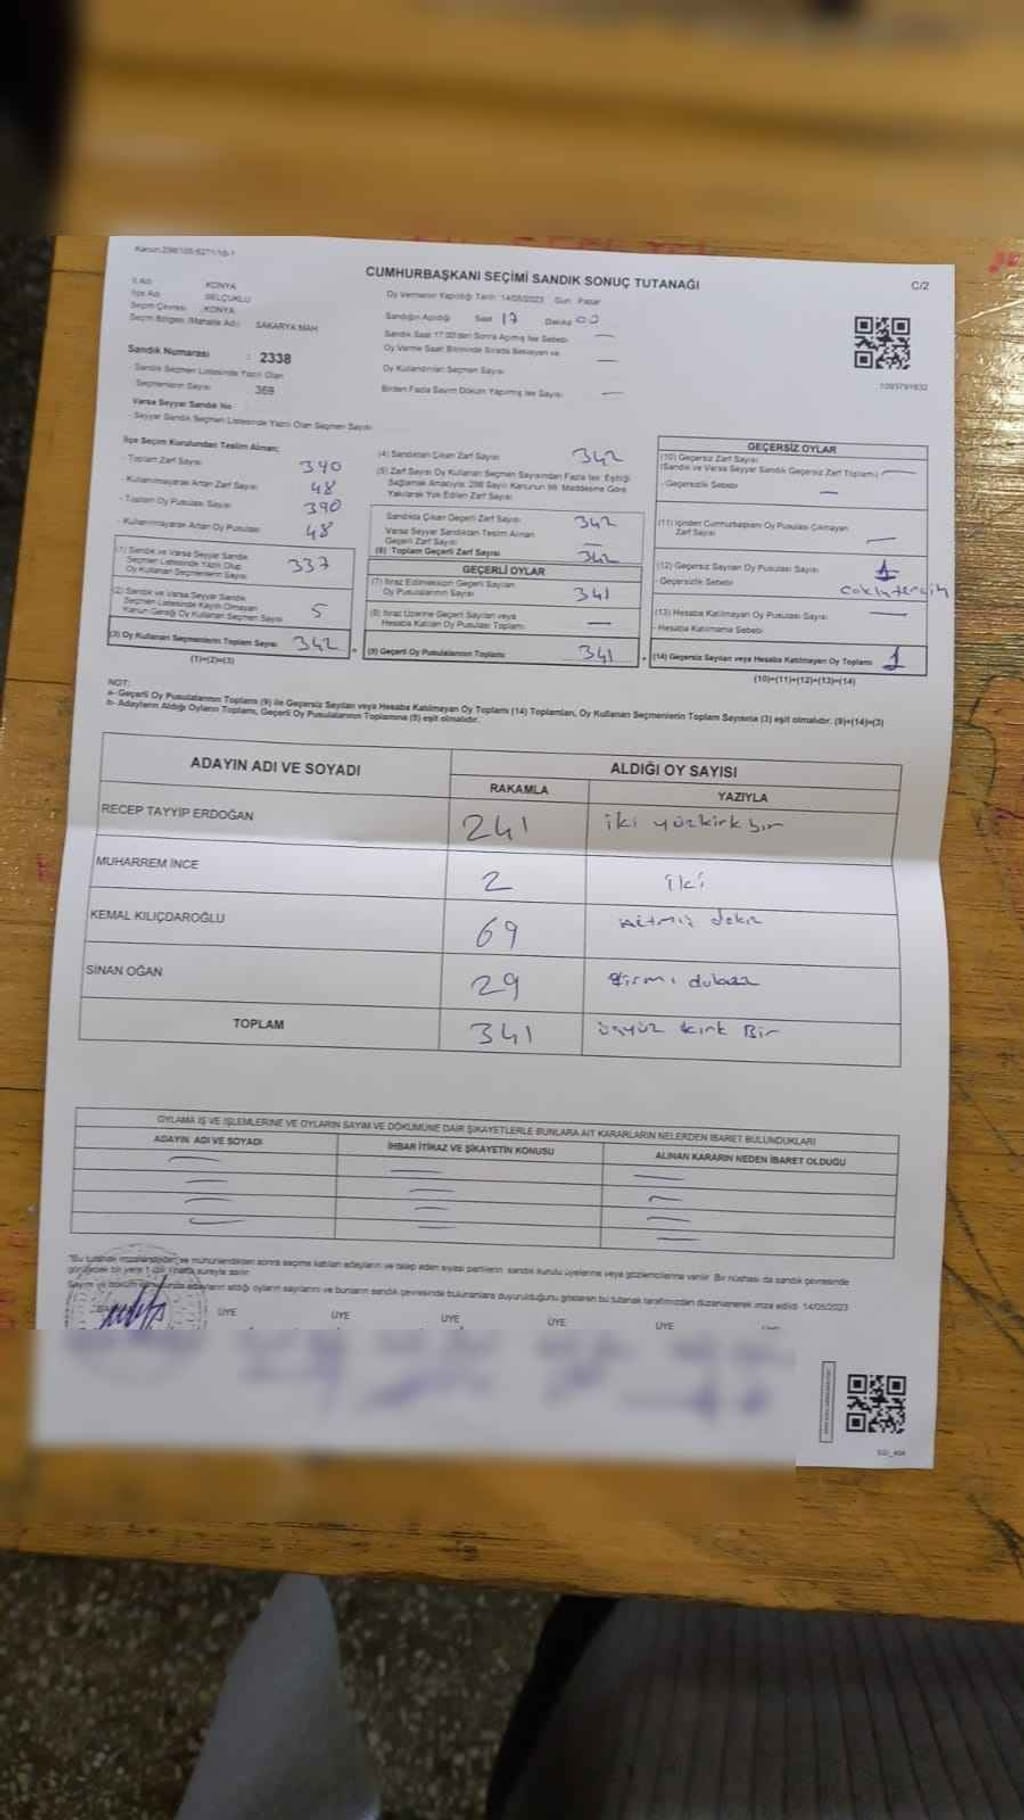 Kanun:298/105-6271/10-1
CUMHURBAŞKANI SEÇİMİ SANDIK SONUÇ TUTANAĞI
C/2
İl Adı : KONYA
İlçe Adı : SELÇUKLU
Seçim Çevresi : KONYA
Seçim Bölgesi (Mahalle Adı) : SAKARYA MAH
Sandık Numarası : 2338
- Sandık Seçmen Listesinde Yazılı Olan
Seçmenlerin Sayısı 369
Varsa Seyyar Sandık No :
- Seyyar Sandık Seçmen Listesinde Yazılı Olan Seçmen Sayısı
Oy Vermenin Yapıldığı Tarih: 14/05/2023 Gün: Pazar
Sandığın Açıldığı Saat 17 Dakika 00
Sandık Saat 17.00'den Sonra Açılmış İse Sebebi —
Oy Verme Saati Bitiminde Sırada Bekleyen ve
Oy Kullandırılan Seçmen Sayısı —
Birden Fazla Sayım Döküm Yapılmış İse Sayısı —
İlçe Seçim Kurulundan Teslim Alınan;
- Toplam Zarf Sayısı 390
- Kullanılmayarak Artan Zarf Sayısı 48
- Toplam Oy Pusulası Sayısı 390
- Kullanılmayarak Artan Oy Pusulası 48
(1) Sandık ve Varsa Seyyar Sandık
Seçmen Listesinde Yazılı Olup
Oy Kullanan Seçmenlerin Sayısı 337
(2) Sandık ve Varsa Seyyar Sandık
Seçmen Listesinde Kayıtlı Olmayan
Kanun Gereği Oy Kullanan Seçmen Sayısı 5
(3) Oy Kullanan Seçmenlerin Toplam Sayısı 342
(1)+(2)=(3)
(4) Sandıktan Çıkan Zarf Sayısı 342
(5) Zarf Sayısı Oy Kullanan Seçmen Sayısından Fazla İse, Eşitliği
Sağlamak Amacıyla, 298 Sayılı Kanunun 98. Maddesine Göre
Yakılarak Yok Edilen Zarf Sayısı
Sandıkta Çıkan Geçerli Zarf Sayısı 342
Varsa Seyyar Sandıktan Teslim Alınan
Geçerli Zarf Sayısı —
(6) Toplam Geçerli Zarf Sayısı 342
GEÇERLİ OYLAR
(7) İtiraz Edilmeksizin Geçerli Sayılan
Oy Pusulalarının Sayısı 341
(8) İtiraz Üzerine Geçerli Sayılan veya
Hesaba Katılan Oy Pusulası Toplamı —
(9) Geçerli Oy Pusulalarının Toplamı 341
GEÇERSİZ OYLAR
(10) Geçersiz Zarf Sayısı
(Sandık ve Varsa Seyyar Sandık Geçersiz Zarf Toplamı) —
- Geçersizlik Sebebi —
(11) İçinden Cumhurbaşkanı Oy Pusulası Çıkmayan
Zarf Sayısı —
(12) Geçersiz Sayılan Oy Pusulası Sayısı 1
- Geçersizlik Sebebi coklutercih
(13) Hesaba Katılmayan Oy Pusulası Sayısı —
- Hesaba Katılmama Sebebi
(14) Geçersiz Sayılan veya Hesaba Katılmayan Oy Toplamı 1
(10)+(11)+(12)+(13)=(14)
NOT:
a- Geçerli Oy Pusulalarının Toplamı (9) ile Geçersiz Sayılan veya Hesaba Katılmayan Oy Toplamı (14) Toplamları, Oy Kullanan Seçmenlerin Toplam Sayısına (3) eşit olmalıdır. (9)+(14)=(3)
b- Adayların Aldığı Oyların Toplamı, Geçerli Oy Pusulalarının Toplamına (9) eşit olmalıdır.
ADAYIN ADI VE SOYADI
ALDIĞI OY SAYISI
RAKAMLA YAZIYLA
RECEP TAYYİP ERDOĞAN 241 iki yüzkirkbir
MUHARREM İNCE 2 iki
KEMAL KILIÇDAROĞLU 69
SİNAN OĞAN 29
TOPLAM 341 üçyüz kırk Bir
OYLAMA İŞ VE İŞLEMLERİNE VE OYLARIN SAYIM VE DÖKÜMÜNE DAİR ŞİKAYETLERLE BUNLARA AİT KARARLARIN NELERDEN İBARET BULUNDUKLARI
ADAYIN ADI VE SOYADI İHBAR İTİRAZ VE ŞİKAYETİN KONUSU ALINAN KARARIN NEDEN İBARET OLDUĞU
"Bu tutanak imzalandıktan ve mühürlendikten sonra seçime katılan adayların ve talep eden siyasi partilerin sandık kurulu üyelerine veya gözlemcilerine verilir. Bir nüshası da sandık çevresinde
görülecek bir yere 1 (bir) hafta süreyle asılır.
Sayım ve döküm sonucunda adayların aldığı oyların sayılarını ve bunların sandık çevresinde bulunanlara duyurulduğunu gösteren bu tutanak tarafımızdan düzenlenerek imza edildi. 14/05/2023
ÜYE ÜYE ÜYE ÜYE ÜYE